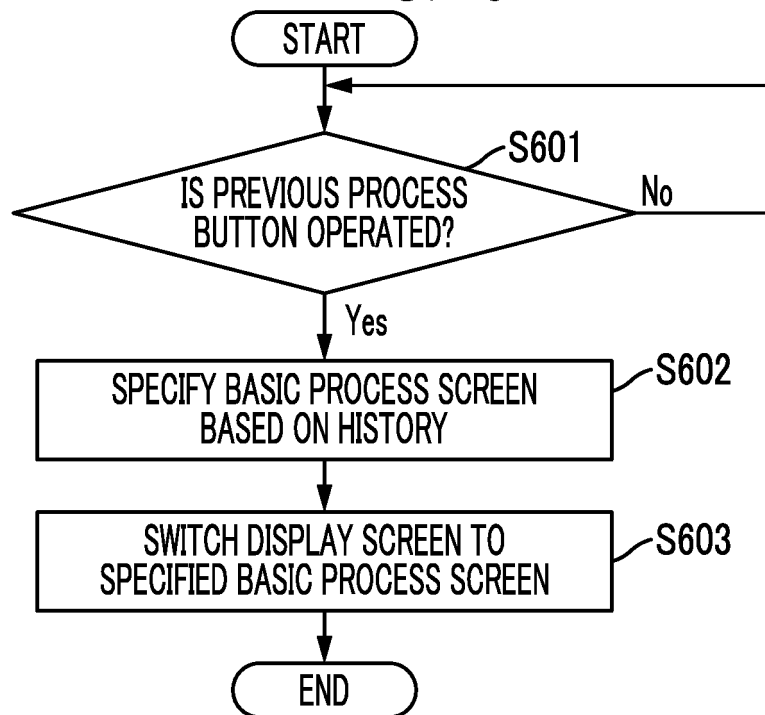 START
S601
IS PREVIOUS PROCESS
BUTTON OPERATED?
No
Yes
S602
SPECIFY BASIC PROCESS SCREEN
BASED ON HISTORY
S603
SWITCH DISPLAY SCREEN TO
SPECIFIED BASIC PROCESS SCREEN
END